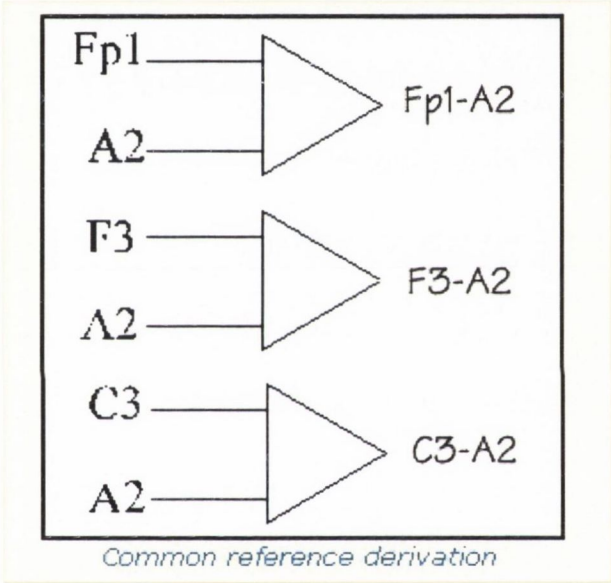 Fp1
A2
Fp1-A2
F3
A2
F3-A2
C3
A2
C3-A2
Common reference derivation